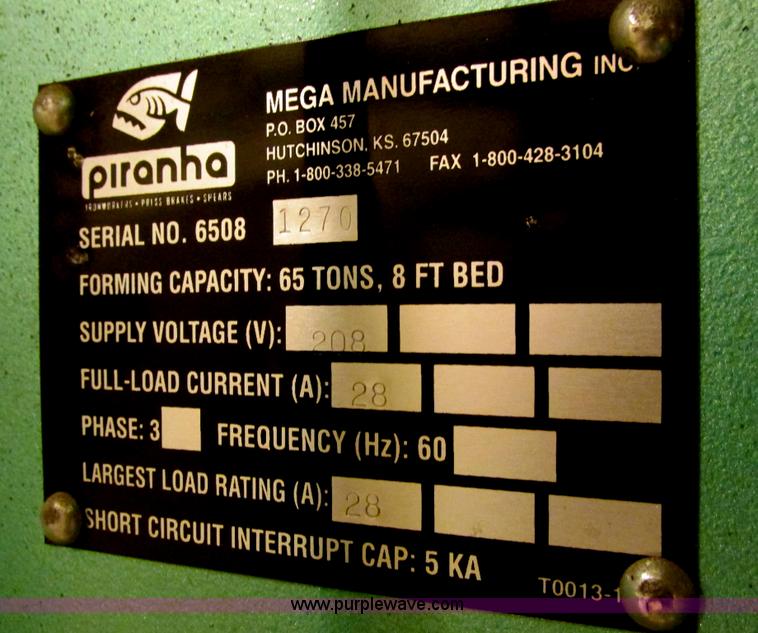 MEGA MANUFACTURING INC.
P.O. BOX 457
HUTCHINSON, KS. 67504
PH. 1-800-338-5471 FAX 1-800-428-3104
piranha
IRONWORKERS • PRESS BRAKES • SHEARS
SERIAL NO. 6508 1270
FORMING CAPACITY: 65 TONS, 8 FT BED
SUPPLY VOLTAGE (V): 208
FULL-LOAD CURRENT (A): 28
PHASE: 3 FREQUENCY (Hz): 60
LARGEST LOAD RATING (A): 28
SHORT CIRCUIT INTERRUPT CAP: 5 KA
T0013-1
www.purplewave.com